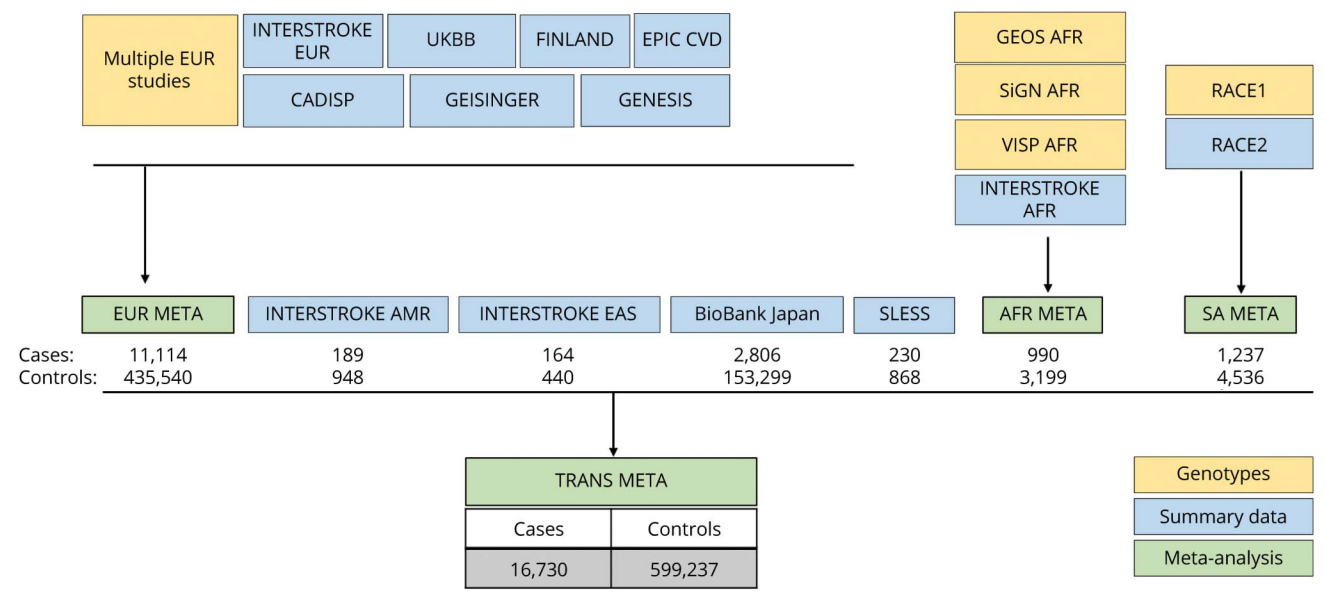 Multiple EUR
studies
INTERSTROKE
EUR
UKBB
FINLAND
EPIC CVD
CADISP
GEISINGER
GENESIS
GEOS AFR
SiGN AFR
VISP AFR
INTERSTROKE
AFR
RACE1
RACE2
EUR META
INTERSTROKE AMR
INTERSTROKE EAS
BioBank Japan
SLESS
AFR META
SA META
Cases: 11,114 189 164 2,806 230 990 1,237
Controls: 435,540 948 440 153,299 868 3,199 4,536
TRANS META
Cases Controls
16,730 599,237
Genotypes
Summary data
Meta-analysis